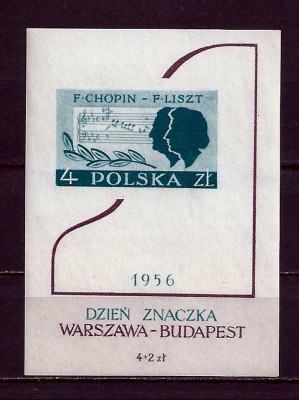 F·CHOPIN - F·LISZT
4 POLSKA ZŁ
1956
DZIEŃ ZNACZKA
WARSZAWA - BUDAPEST
4+2 zł